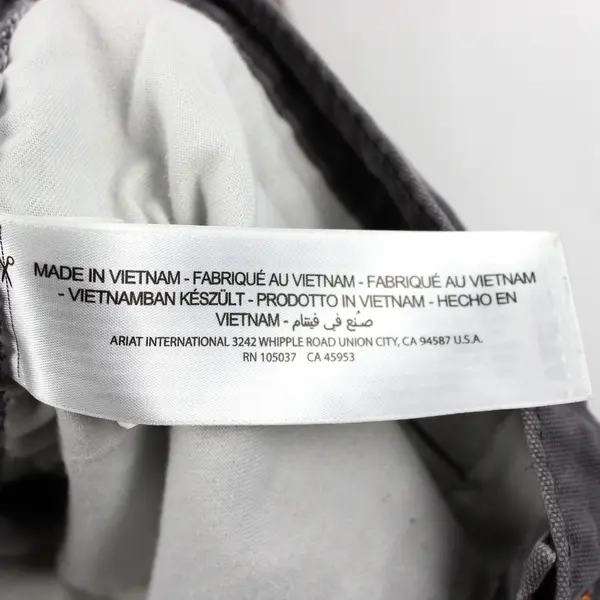 MADE IN VIETNAM - FABRIQUÉ AU VIETNAM - FABRIQUÉ AU VIETNAM
- VIETNAMBAN KÉSZÜLT - PRODOTTO IN VIETNAM - HECHO EN
VIETNAM - صُنع في فيتنام
ARIAT INTERNATIONAL 3242 WHIPPLE ROAD UNION CITY, CA 94587 U.S.A.
RN 105037 CA 45953